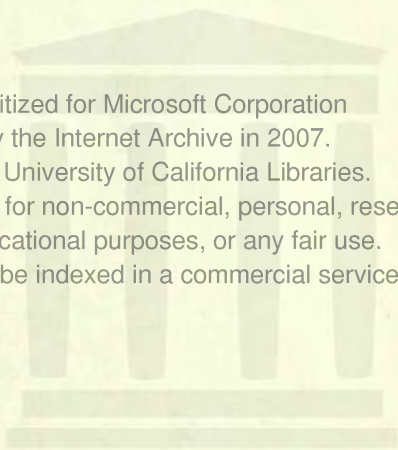 itized for Microsoft Corporation
the Internet Archive in 2007.
University of California Libraries.
for non-commercial, personal, rese
cational purposes, or any fair use.
be indexed in a commercial service